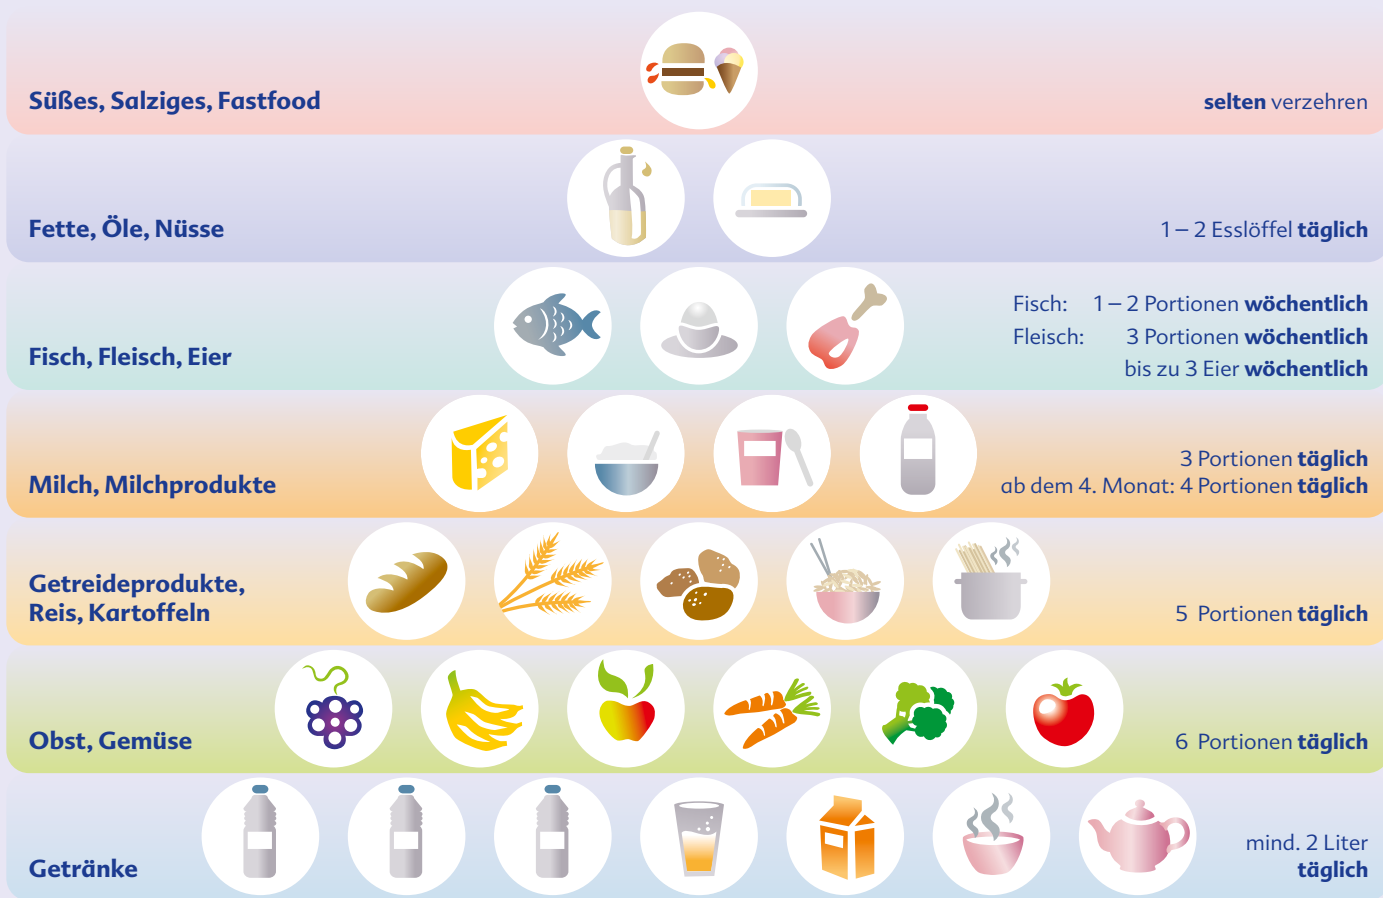 Süßes, Salziges, Fastfood
selten verzehren
Fette, Öle, Nüsse
1 – 2 Esslöffel täglich
Fisch, Fleisch, Eier
Fisch: 1 – 2 Portionen wöchentlich
Fleisch: 3 Portionen wöchentlich
bis zu 3 Eier wöchentlich
Milch, Milchprodukte
3 Portionen täglich
ab dem 4. Monat: 4 Portionen täglich
Getreideprodukte,
Reis, Kartoffeln
5 Portionen täglich
Obst, Gemüse
6 Portionen täglich
Getränke
mind. 2 Liter
täglich